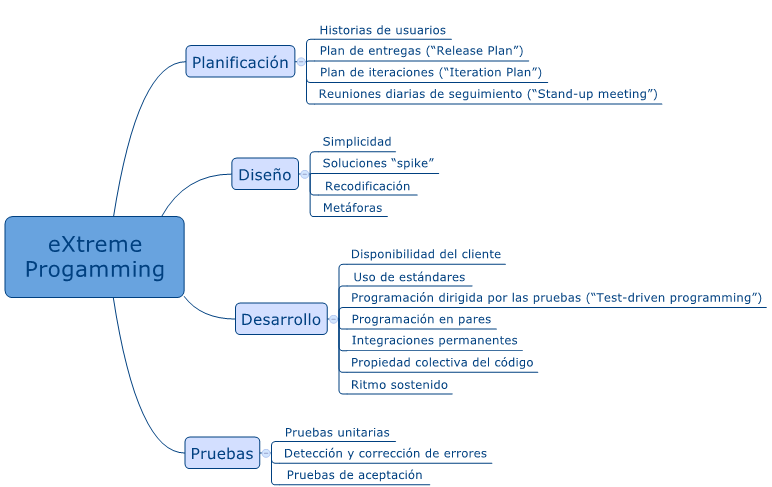 eXtreme
Progamming
Planificación
Historias de usuarios
Plan de entregas (“Release Plan”)
Plan de iteraciones (“Iteration Plan”)
Reuniones diarias de seguimiento (“Stand-up meeting”)
Diseño
Simplicidad
Soluciones “spike”
Recodificación
Metáforas
Desarrollo
Disponibilidad del cliente
Uso de estándares
Programación dirigida por las pruebas (“Test-driven programming”)
Programación en pares
Integraciones permanentes
Propiedad colectiva del código
Ritmo sostenido
Pruebas
Pruebas unitarias
Detección y corrección de errores
Pruebas de aceptación